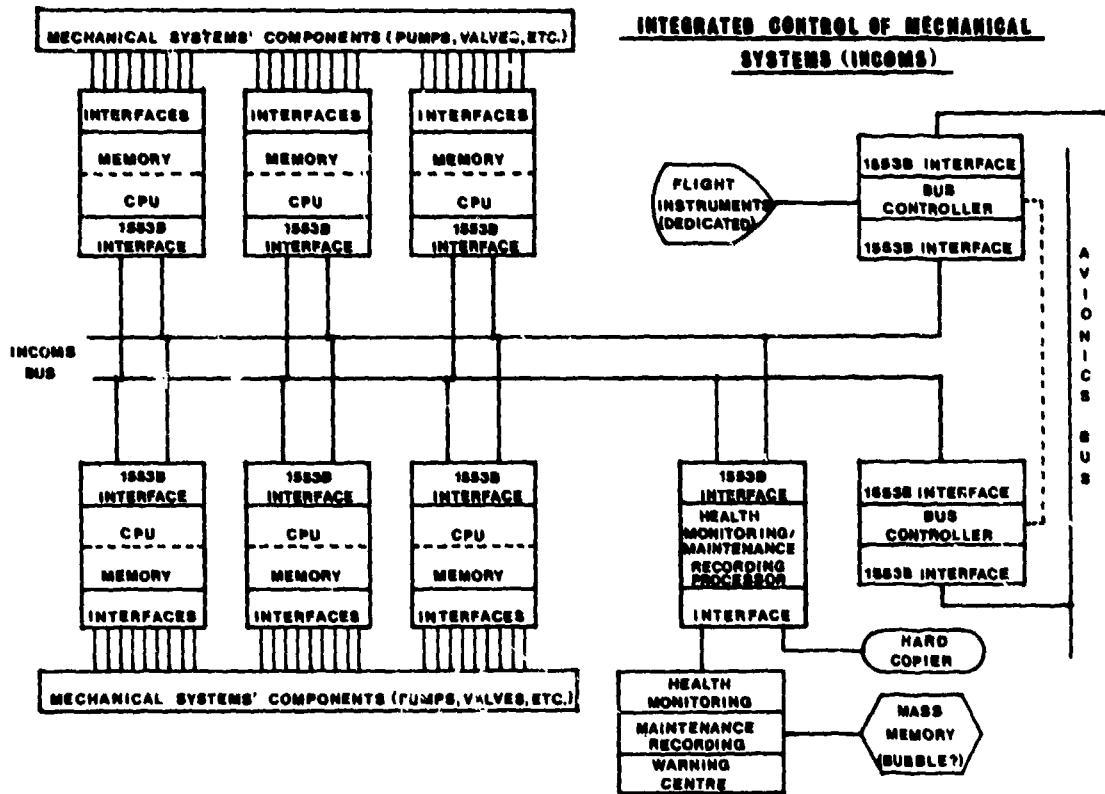 MECHANICAL SYSTEMS' COMPONENTS (PUMPS, VALVES, ETC.)
INTEGRATED CONTROL OF MECHANICAL
SYSTEMS (INCOMS)
INTERFACES
MEMORY
CPU
1553B
INTERFACE
INTERFACES
MEMORY
CPU
1553B
INTERFACE
INTERFACES
MEMORY
CPU
1553B
INTERFACE
FLIGHT
INSTRUMENTS
(DEDICATED)
1553B INTERFACE
BUS
CONTROLLER
1553B INTERFACE
AVIONICS BUS
INCOMS
BUS
1553B
INTERFACE
CPU
MEMORY
INTERFACES
1553B
INTERFACE
CPU
MEMORY
INTERFACES
1553B
INTERFACE
CPU
MEMORY
INTERFACES
1553B
INTERFACE
HEALTH
MONITORING/
MAINTENANCE
RECORDING
PROCESSOR
INTERFACE
1553B INTERFACE
BUS
CONTROLLER
1553B INTERFACE
HARD
COPIER
MECHANICAL SYSTEMS' COMPONENTS (PUMPS, VALVES, ETC.)
HEALTH
MONITORING
MAINTENANCE
RECORDING
WARNING
CENTRE
MASS
MEMORY
(BUBBLE?)